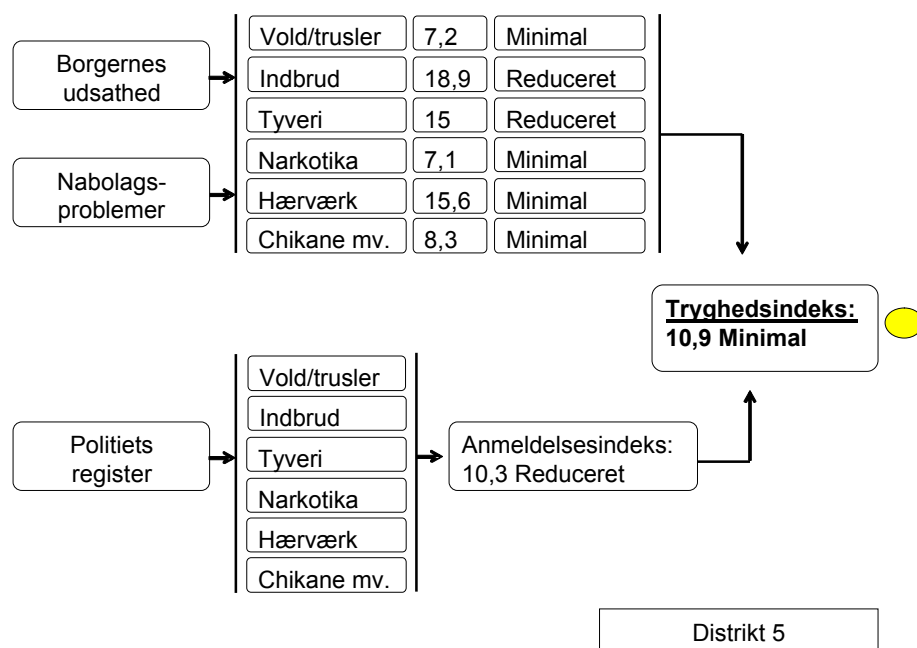 Borgernes
udsathed
Nabolags-
problemer
Vold/trusler 7,2 Minimal
Indbrud 18,9 Reduceret
Tyveri 15 Reduceret
Narkotika 7,1 Minimal
Hærværk 15,6 Minimal
Chikane mv. 8,3 Minimal
Tryghedsindeks:
10,9 Minimal
Politiets
register
Vold/trusler
Indbrud
Tyveri
Narkotika
Hærværk
Chikane mv.
Anmeldelsesindeks:
10,3 Reduceret
Distrikt 5